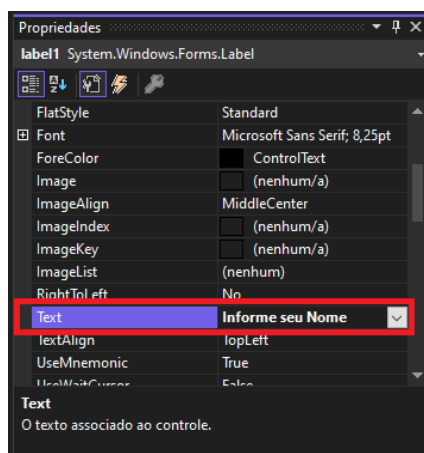 Propriedades
label1 System.Windows.Forms.Label
FlatStyle Standard
Font Microsoft Sans Serif; 8,25pt
ForeColor ControlText
Image (nenhum/a)
ImageAlign MiddleCenter
ImageIndex (nenhum/a)
ImageKey (nenhum/a)
ImageList (nenhum)
RightToLeft No
Text Informe seu Nome
TextAlign TopLeft
UseMnemonic True
UseWaitCursor False
Text
O texto associado ao controle.